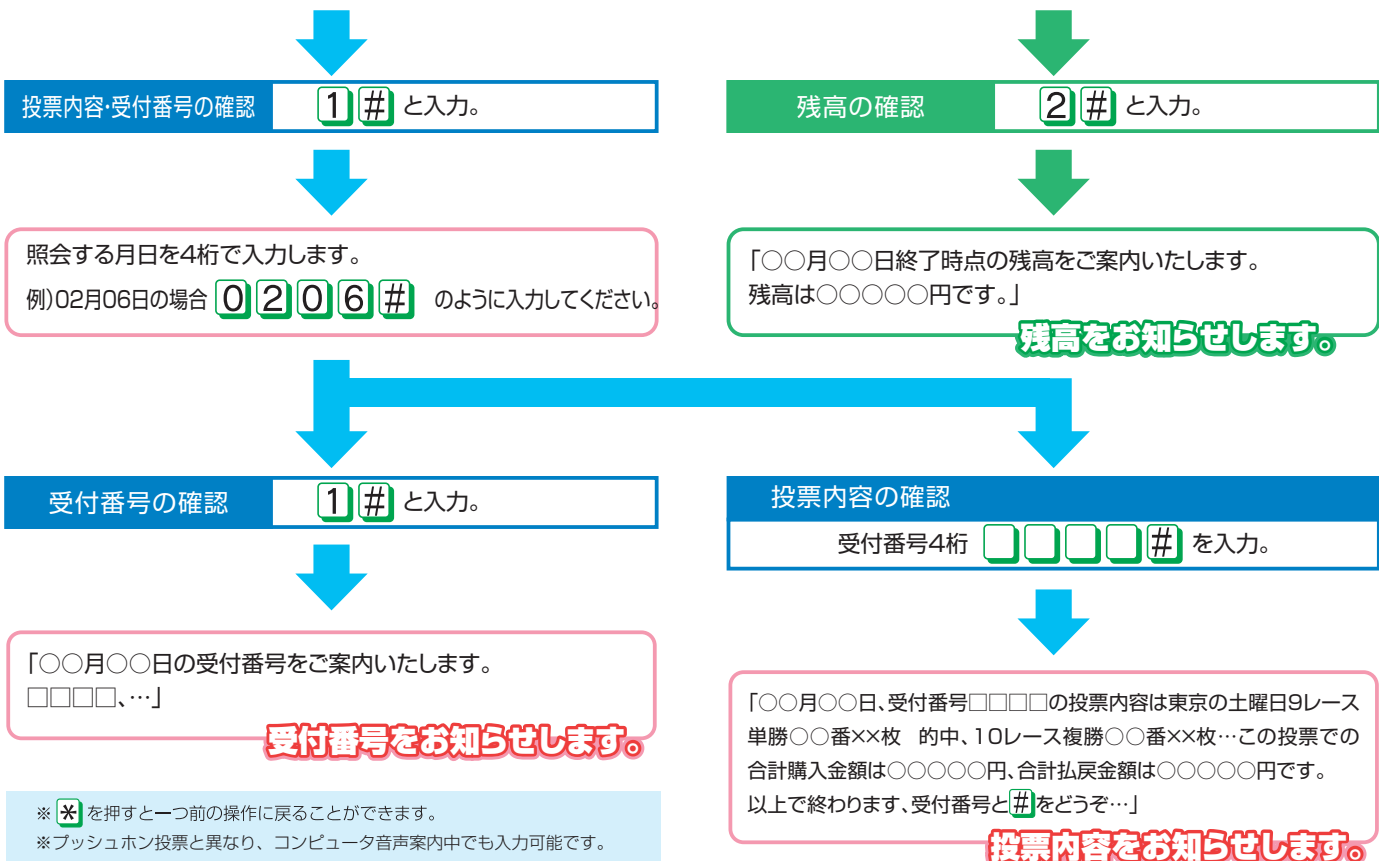 投票内容・受付番号の確認
1 # と入力。
残高の確認
2 # と入力。
照会する月日を4桁で入力します。
例)02月06日の場合 0 2 0 6 # のように入力してください。
「○○月○○日終了時点の残高をご案内いたします。
残高は○○○○○円です。」
残高をお知らせします。
受付番号の確認
1 # と入力。
投票内容の確認
受付番号4桁 □ □ □ □ # を入力。
「○○月○○日の受付番号をご案内いたします。
□□□□、…」
受付番号をお知らせします。
「○○月○○日、受付番号□□□□の投票内容は東京の土曜日9レース
単勝○○番××枚 的中、10レース複勝○○番××枚…この投票での
合計購入金額は○○○○○円、合計払戻金額は○○○○○円です。
以上で終わります、受付番号と#をどうぞ…」
投票内容をお知らせします。
※ * を押すと一つ前の操作に戻ることができます。
※プッシュホン投票と異なり、コンピュータ音声案内中でも入力可能です。